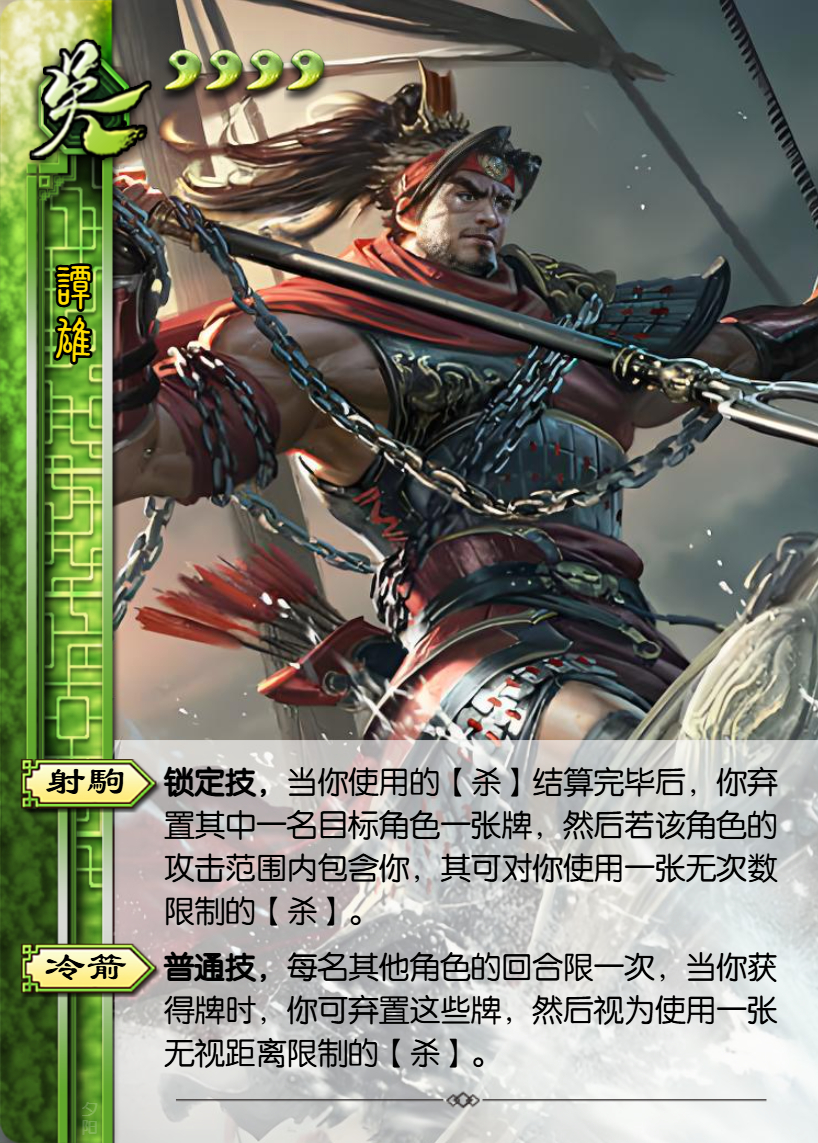 吴
譚雄
射駒
锁定技，当你使用的【杀】结算完毕后，你弃
置其中一名目标角色一张牌，然后若该角色的
攻击范围内包含你，其可对你使用一张无次数
限制的【杀】。
冷箭
普通技，每名其他角色的回合限一次，当你获
得牌时，你可弃置这些牌，然后视为使用一张
无视距离限制的【杀】。
夕阳